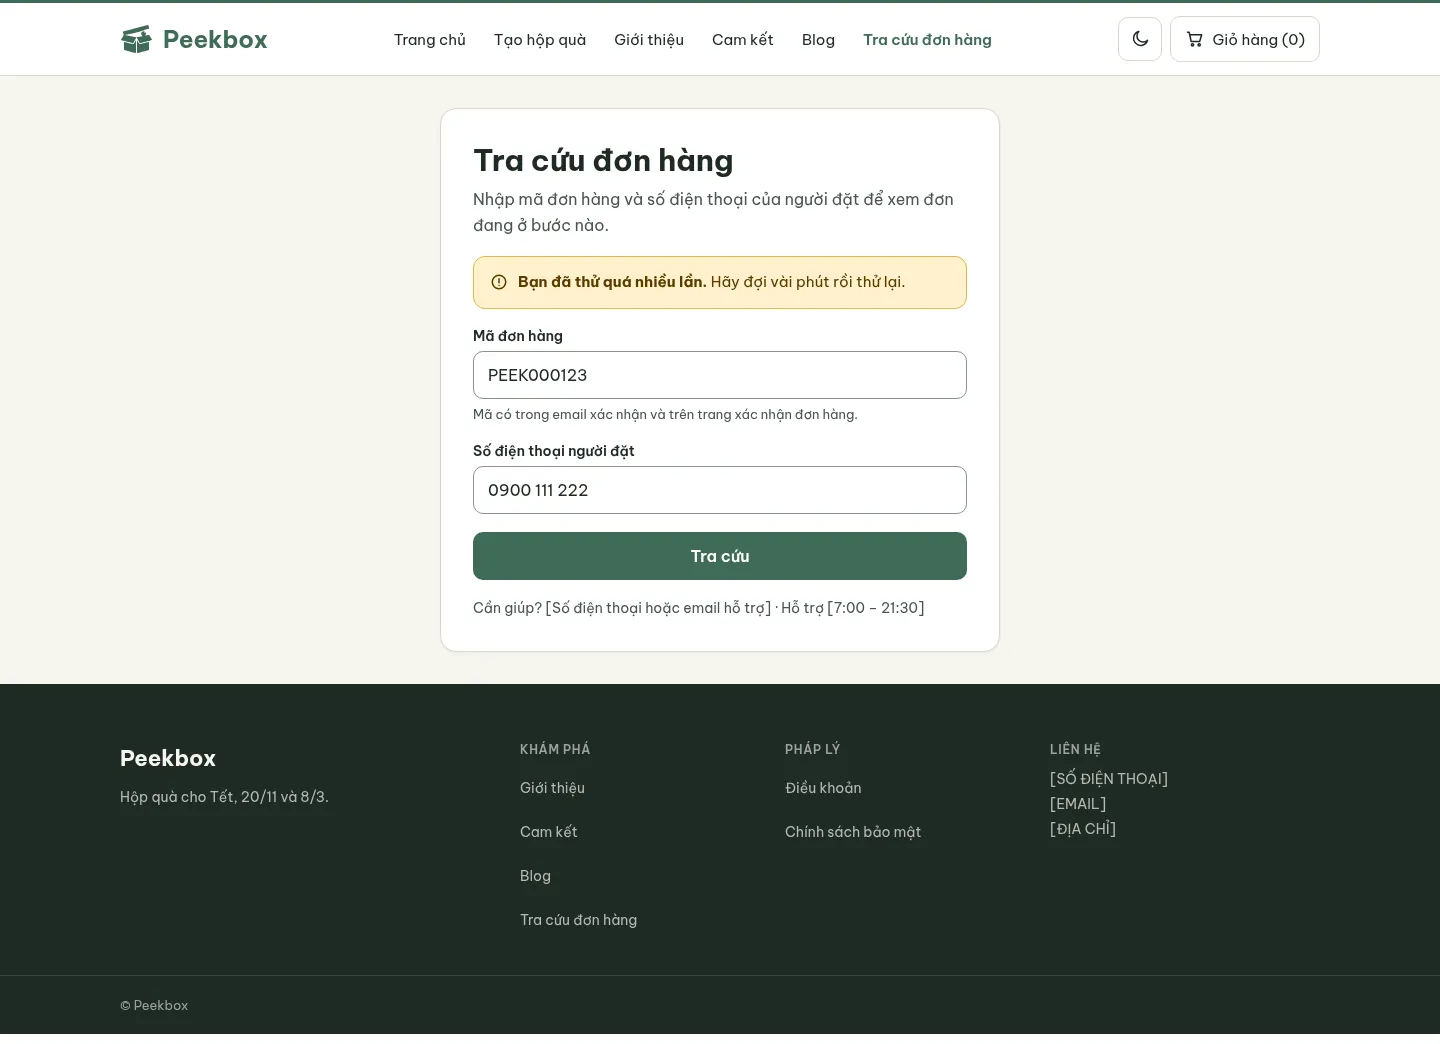 Peekbox
Trang chủ
Tạo hộp quà
Giới thiệu
Cam kết
Blog
Tra cứu đơn hàng
Giỏ hàng (0)
Tra cứu đơn hàng
Nhập mã đơn hàng và số điện thoại của người đặt để xem đơn
đang ở bước nào.
Bạn đã thử quá nhiều lần. Hãy đợi vài phút rồi thử lại.
Mã đơn hàng
PEEK000123
Mã có trong email xác nhận và trên trang xác nhận đơn hàng.
Số điện thoại người đặt
0900 111 222
Tra cứu
Cần giúp? [Số điện thoại hoặc email hỗ trợ] · Hỗ trợ [7:00 – 21:30]
Peekbox
Hộp quà cho Tết, 20/11 và 8/3.
KHÁM PHÁ
Giới thiệu
Cam kết
Blog
Tra cứu đơn hàng
PHÁP LÝ
Điều khoản
Chính sách bảo mật
LIÊN HỆ
[SỐ ĐIỆN THOẠI]
[EMAIL]
[ĐỊA CHỈ]
© Peekbox